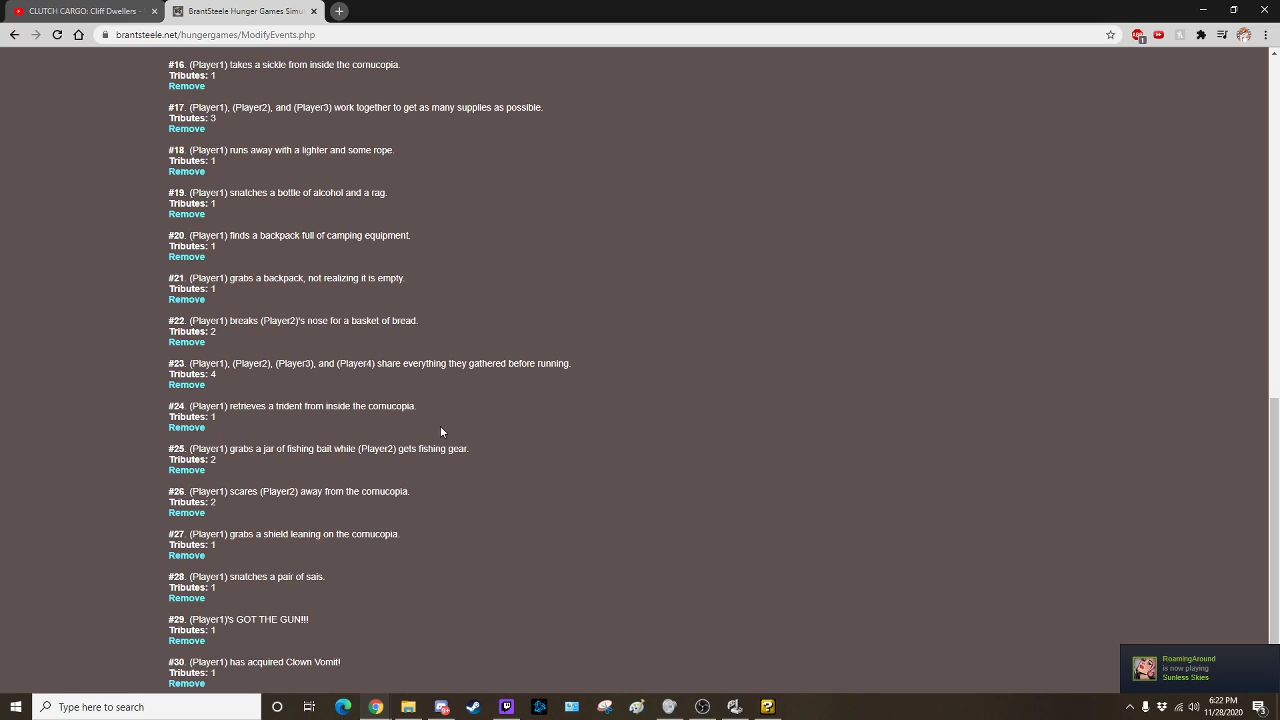 CLUTCH CARGO: Cliff Dwellers -
BrantSteele Hunger Games Simu
brantsteele.net/hungergames/ModifyEvents.php
#16. (Player1) takes a sickle from inside the cornucopia.
Tributes: 1
Remove
#17. (Player1), (Player2), and (Player3) work together to get as many supplies as possible.
Tributes: 3
Remove
#18. (Player1) runs away with a lighter and some rope.
Tributes: 1
Remove
#19. (Player1) snatches a bottle of alcohol and a rag.
Tributes: 1
Remove
#20. (Player1) finds a backpack full of camping equipment.
Tributes: 1
Remove
#21. (Player1) grabs a backpack, not realizing it is empty.
Tributes: 1
Remove
#22. (Player1) breaks (Player2)'s nose for a basket of bread.
Tributes: 2
Remove
#23. (Player1), (Player2), (Player3), and (Player4) share everything they gathered before running.
Tributes: 4
Remove
#24. (Player1) retrieves a trident from inside the cornucopia.
Tributes: 1
Remove
#25. (Player1) grabs a jar of fishing bait while (Player2) gets fishing gear.
Tributes: 2
Remove
#26. (Player1) scares (Player2) away from the cornucopia.
Tributes: 2
Remove
#27. (Player1) grabs a shield leaning on the cornucopia.
Tributes: 1
Remove
#28. (Player1) snatches a pair of sais.
Tributes: 1
Remove
#29. (Player1)'s GOT THE GUN!!!
Tributes: 1
Remove
#30. (Player1) has acquired Clown Vomit!
Tributes: 1
Remove
RoamingAround
is now playing
Sunless Skies
Type here to search
6:22 PM
11/28/2020